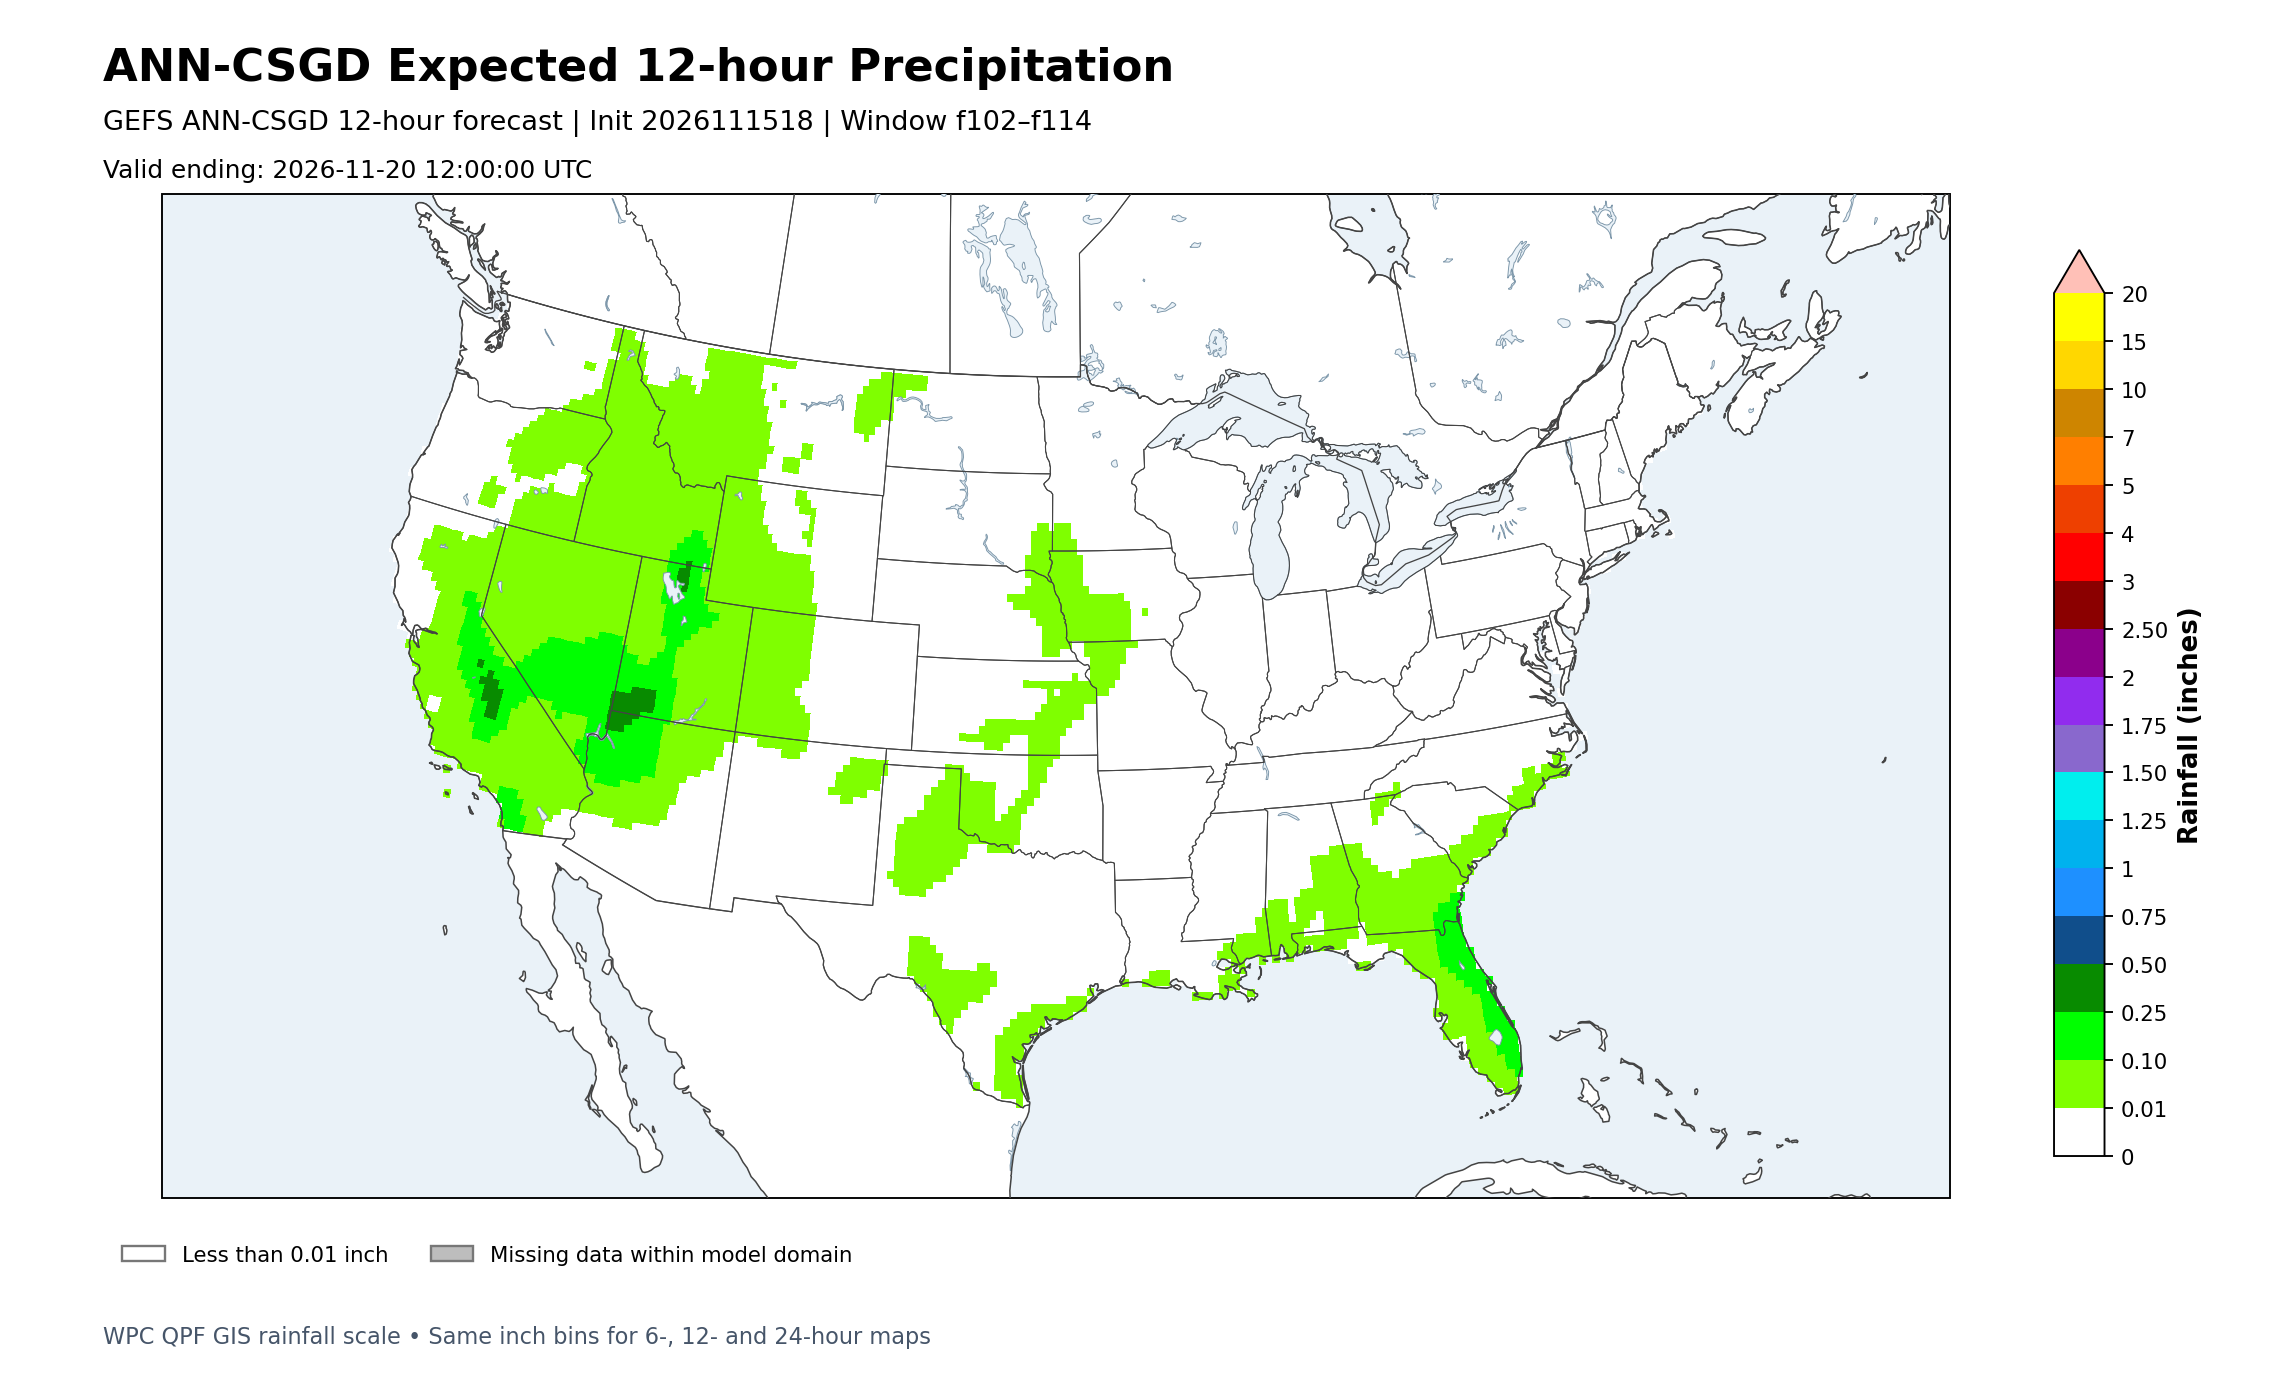 ANN-CSGD Expected 12-hour Precipitation
GEFS ANN-CSGD 12-hour forecast | Init 2026111518 | Window f102–f114
Valid ending: 2026-11-20 12:00:00 UTC
20
15
10
7
5
4
3
2.50
2
1.75
1.50
1.25
1
0.75
0.50
0.25
0.10
0.01
0
Rainfall (inches)
Less than 0.01 inch
Missing data within model domain
WPC QPF GIS rainfall scale • Same inch bins for 6-, 12- and 24-hour maps